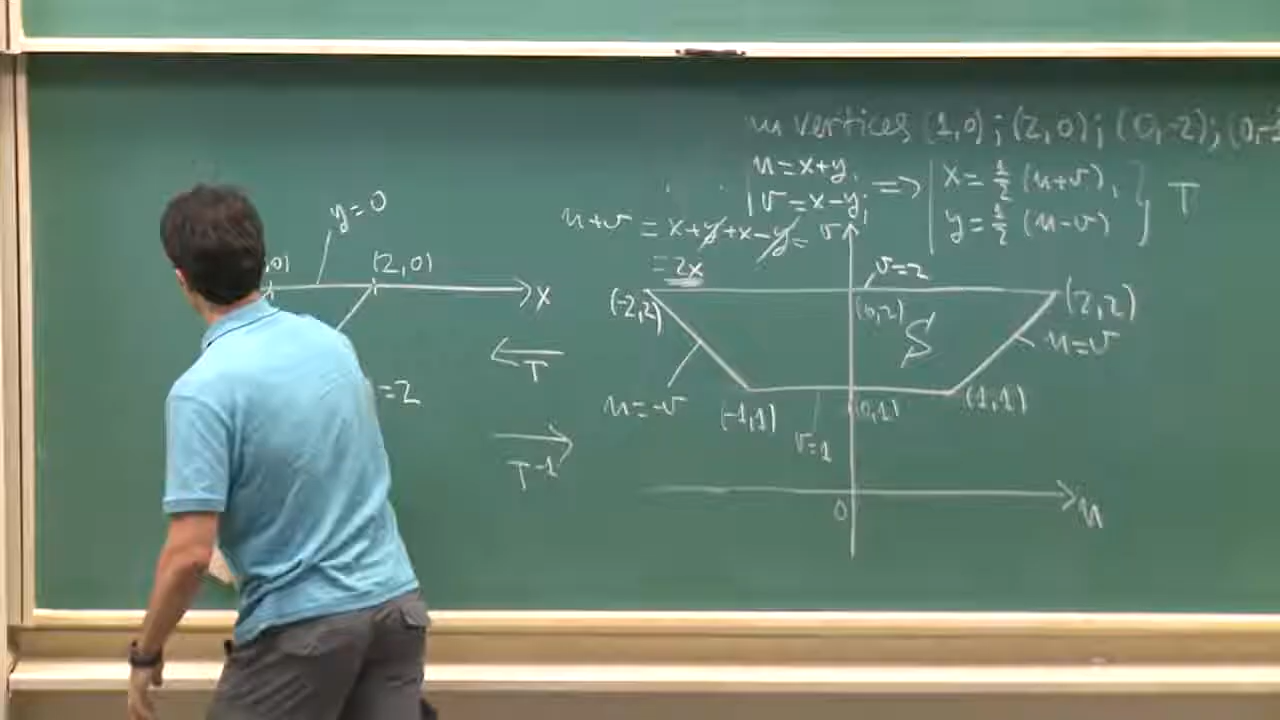 vertices (1,0); (2,0); (0,-2); (0,-
u=x+y,
v=x-y;
=>
x=½(u+v),
y=½(u-v)
} T
u+v = x+y+x-y=
=2x
y=0
,0)
(2,0)
x
=2
T
T-1
v
v=2
(-2,2)
(0,2)
S
(2,2)
u=v
u=-v
(-1,1)
v=1
(0,1)
(1,1)
0
u